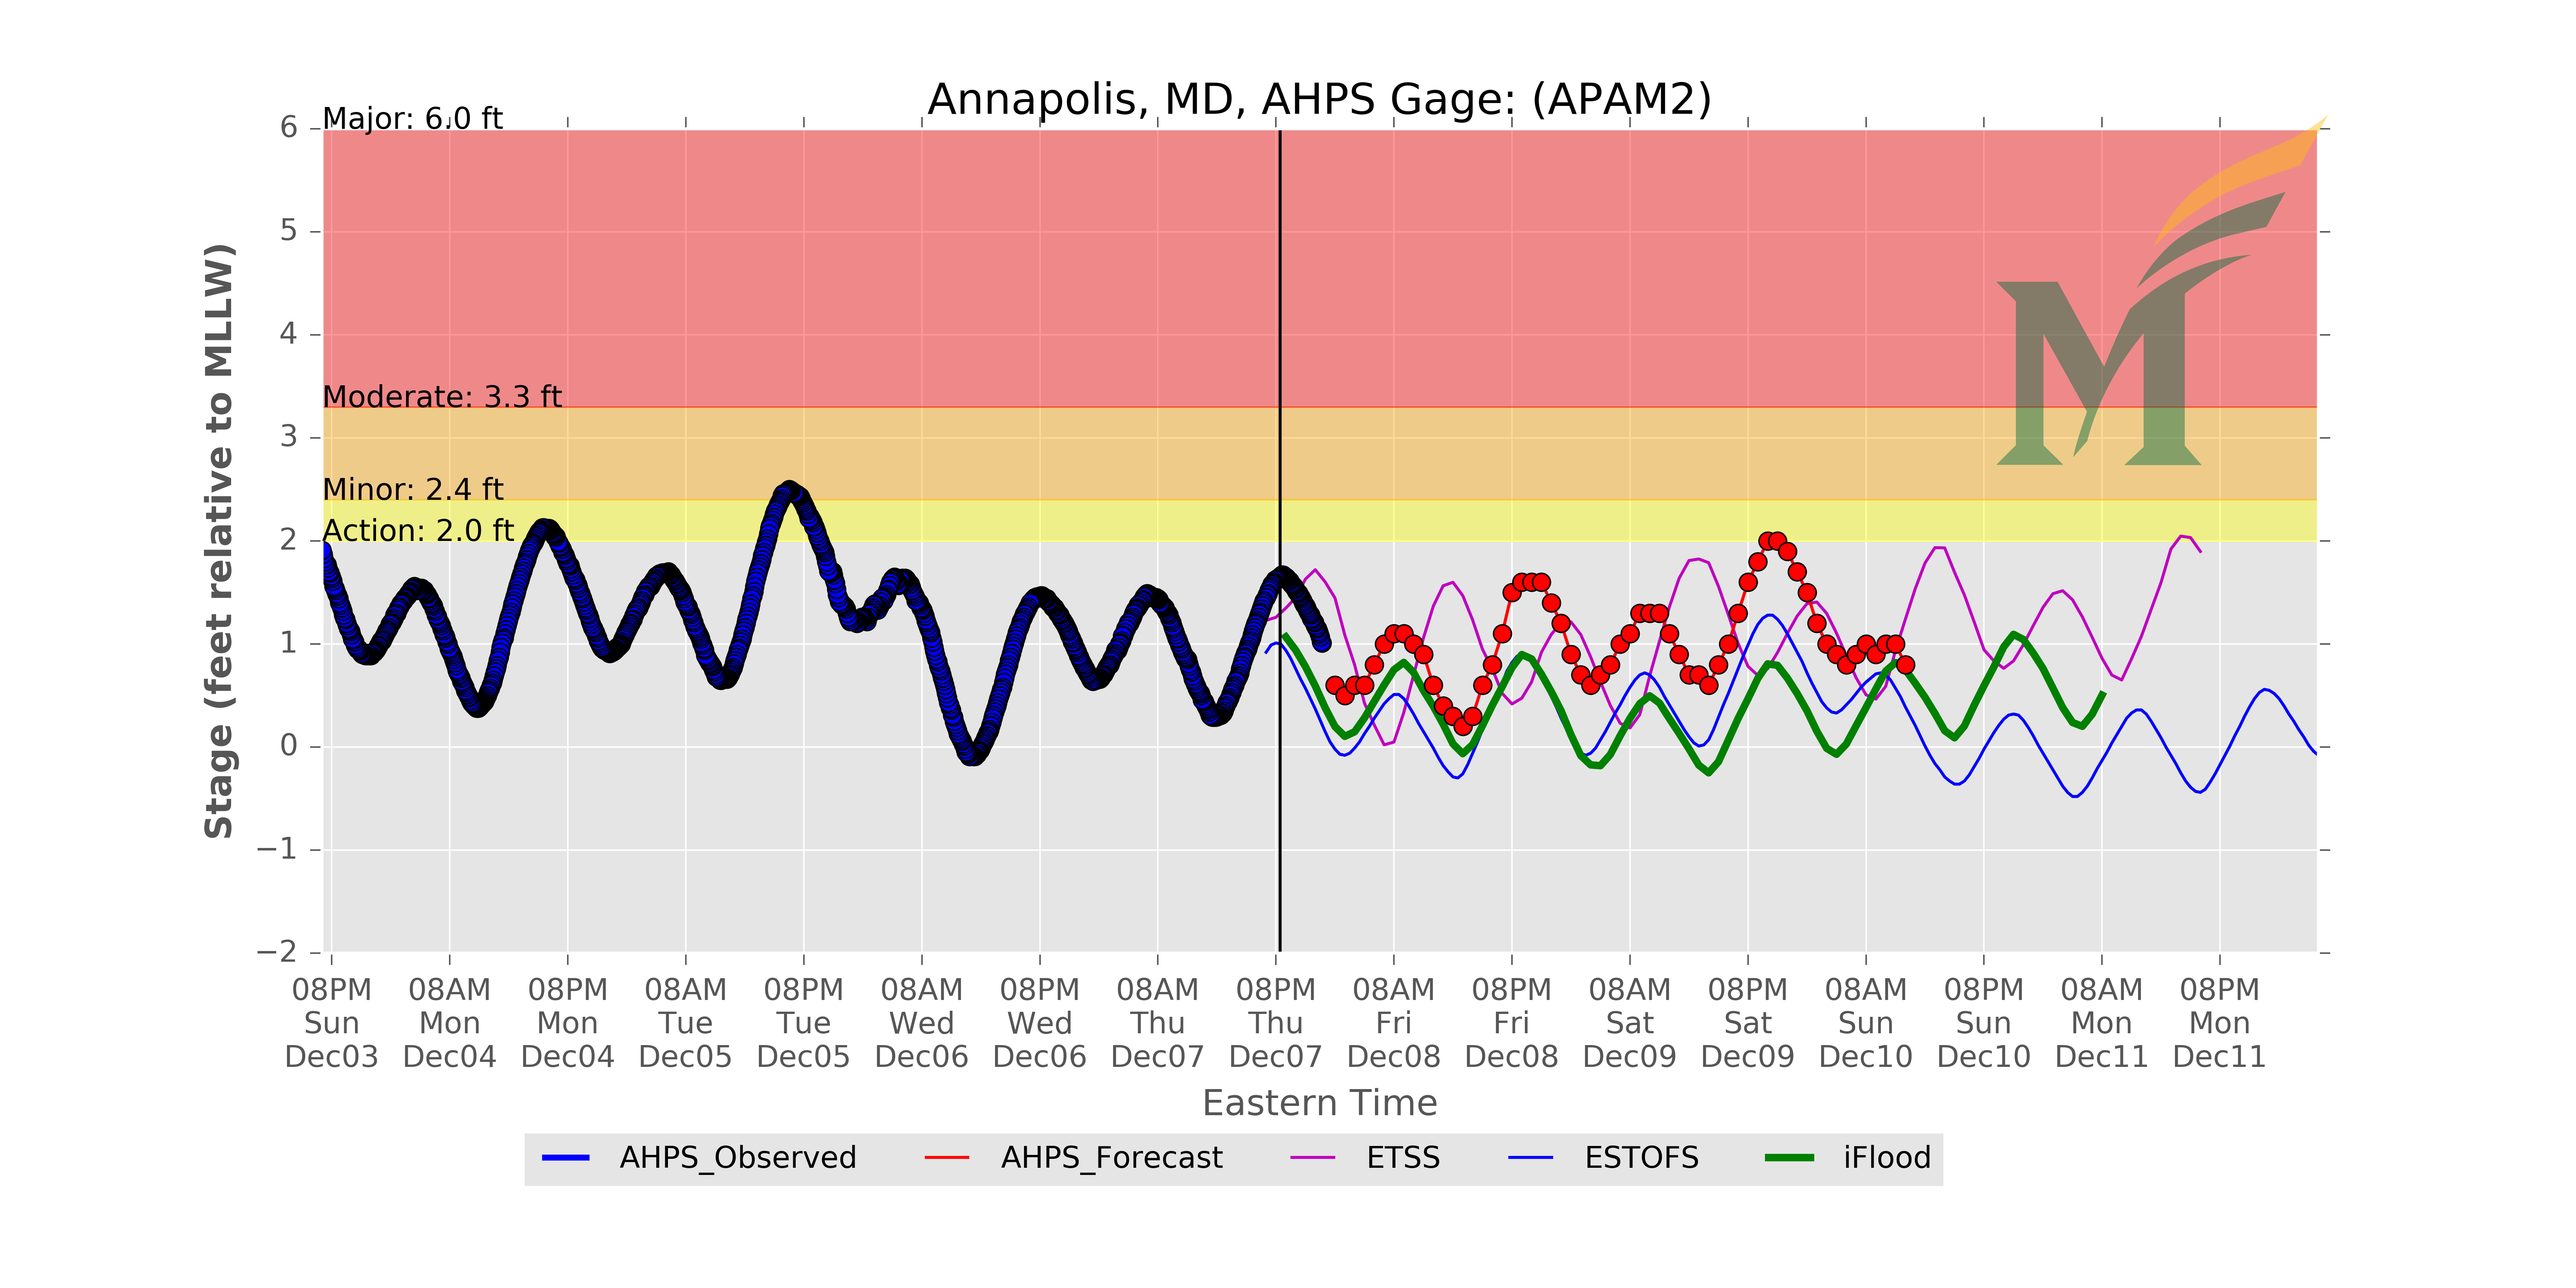 Annapolis, MD, AHPS Gage: (APAM2)
Major: 6.0 ft
Moderate: 3.3 ft
Minor: 2.4 ft
Action: 2.0 ft
6
5
4
3
2
1
0
−1
−2
Stage (feet relative to MLLW)
08PM 08AM 08PM 08AM 08PM 08AM 08PM 08AM 08PM 08AM 08PM 08AM 08PM 08AM 08PM 08AM 08PM
Sun Mon Mon Tue Tue Wed Wed Thu Thu Fri Fri Sat Sat Sun Sun Mon Mon
Dec03 Dec04 Dec04 Dec05 Dec05 Dec06 Dec06 Dec07 Dec07 Dec08 Dec08 Dec09 Dec09 Dec10 Dec10 Dec11 Dec11
Eastern Time
AHPS_Observed AHPS_Forecast ETSS ESTOFS iFlood
M